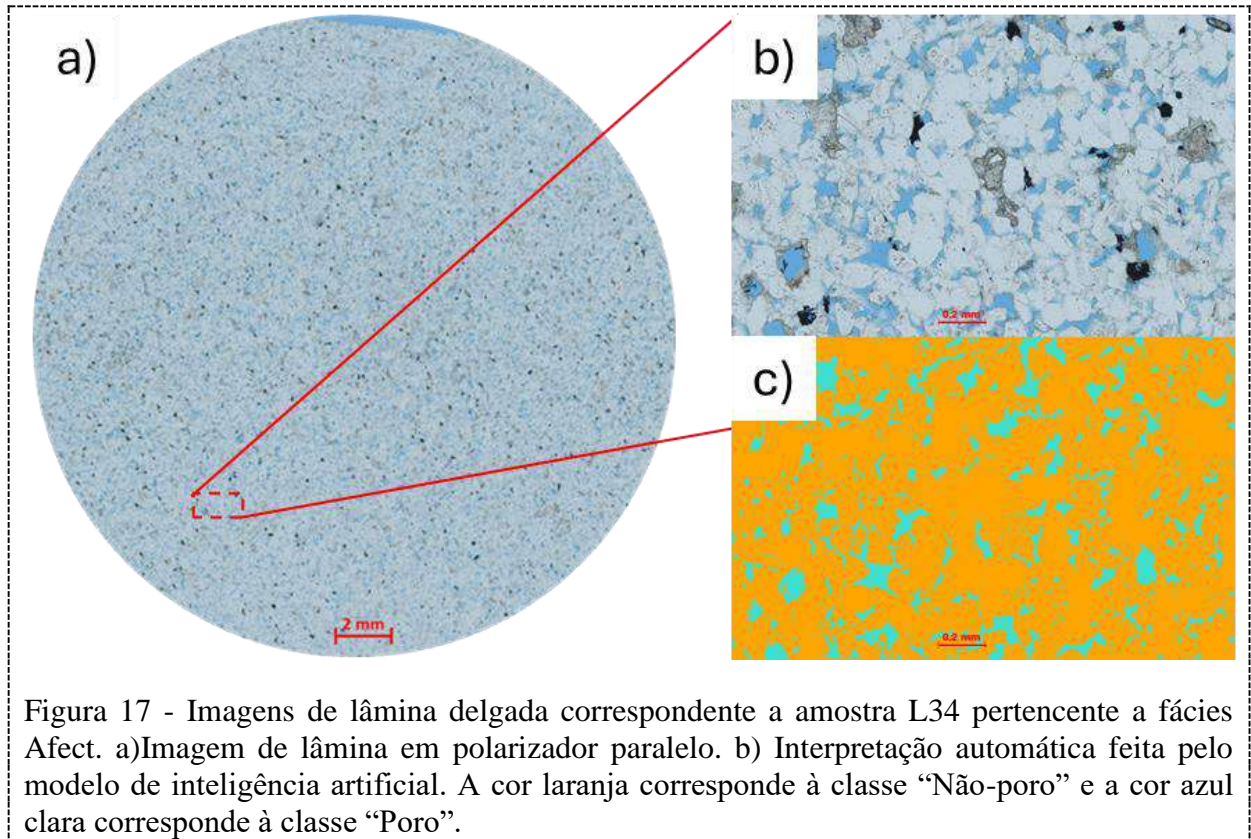 a)
b)
2 mm
0.2 mm
c)
0.2 mm
Figura 17 - Imagens de lâmina delgada correspondente a amostra L34 pertencente a fácies
Afect. a)Imagem de lâmina em polarizador paralelo. b) Interpretação automática feita pelo
modelo de inteligência artificial. A cor laranja corresponde à classe “Não-poro” e a cor azul
clara corresponde à classe “Poro”.